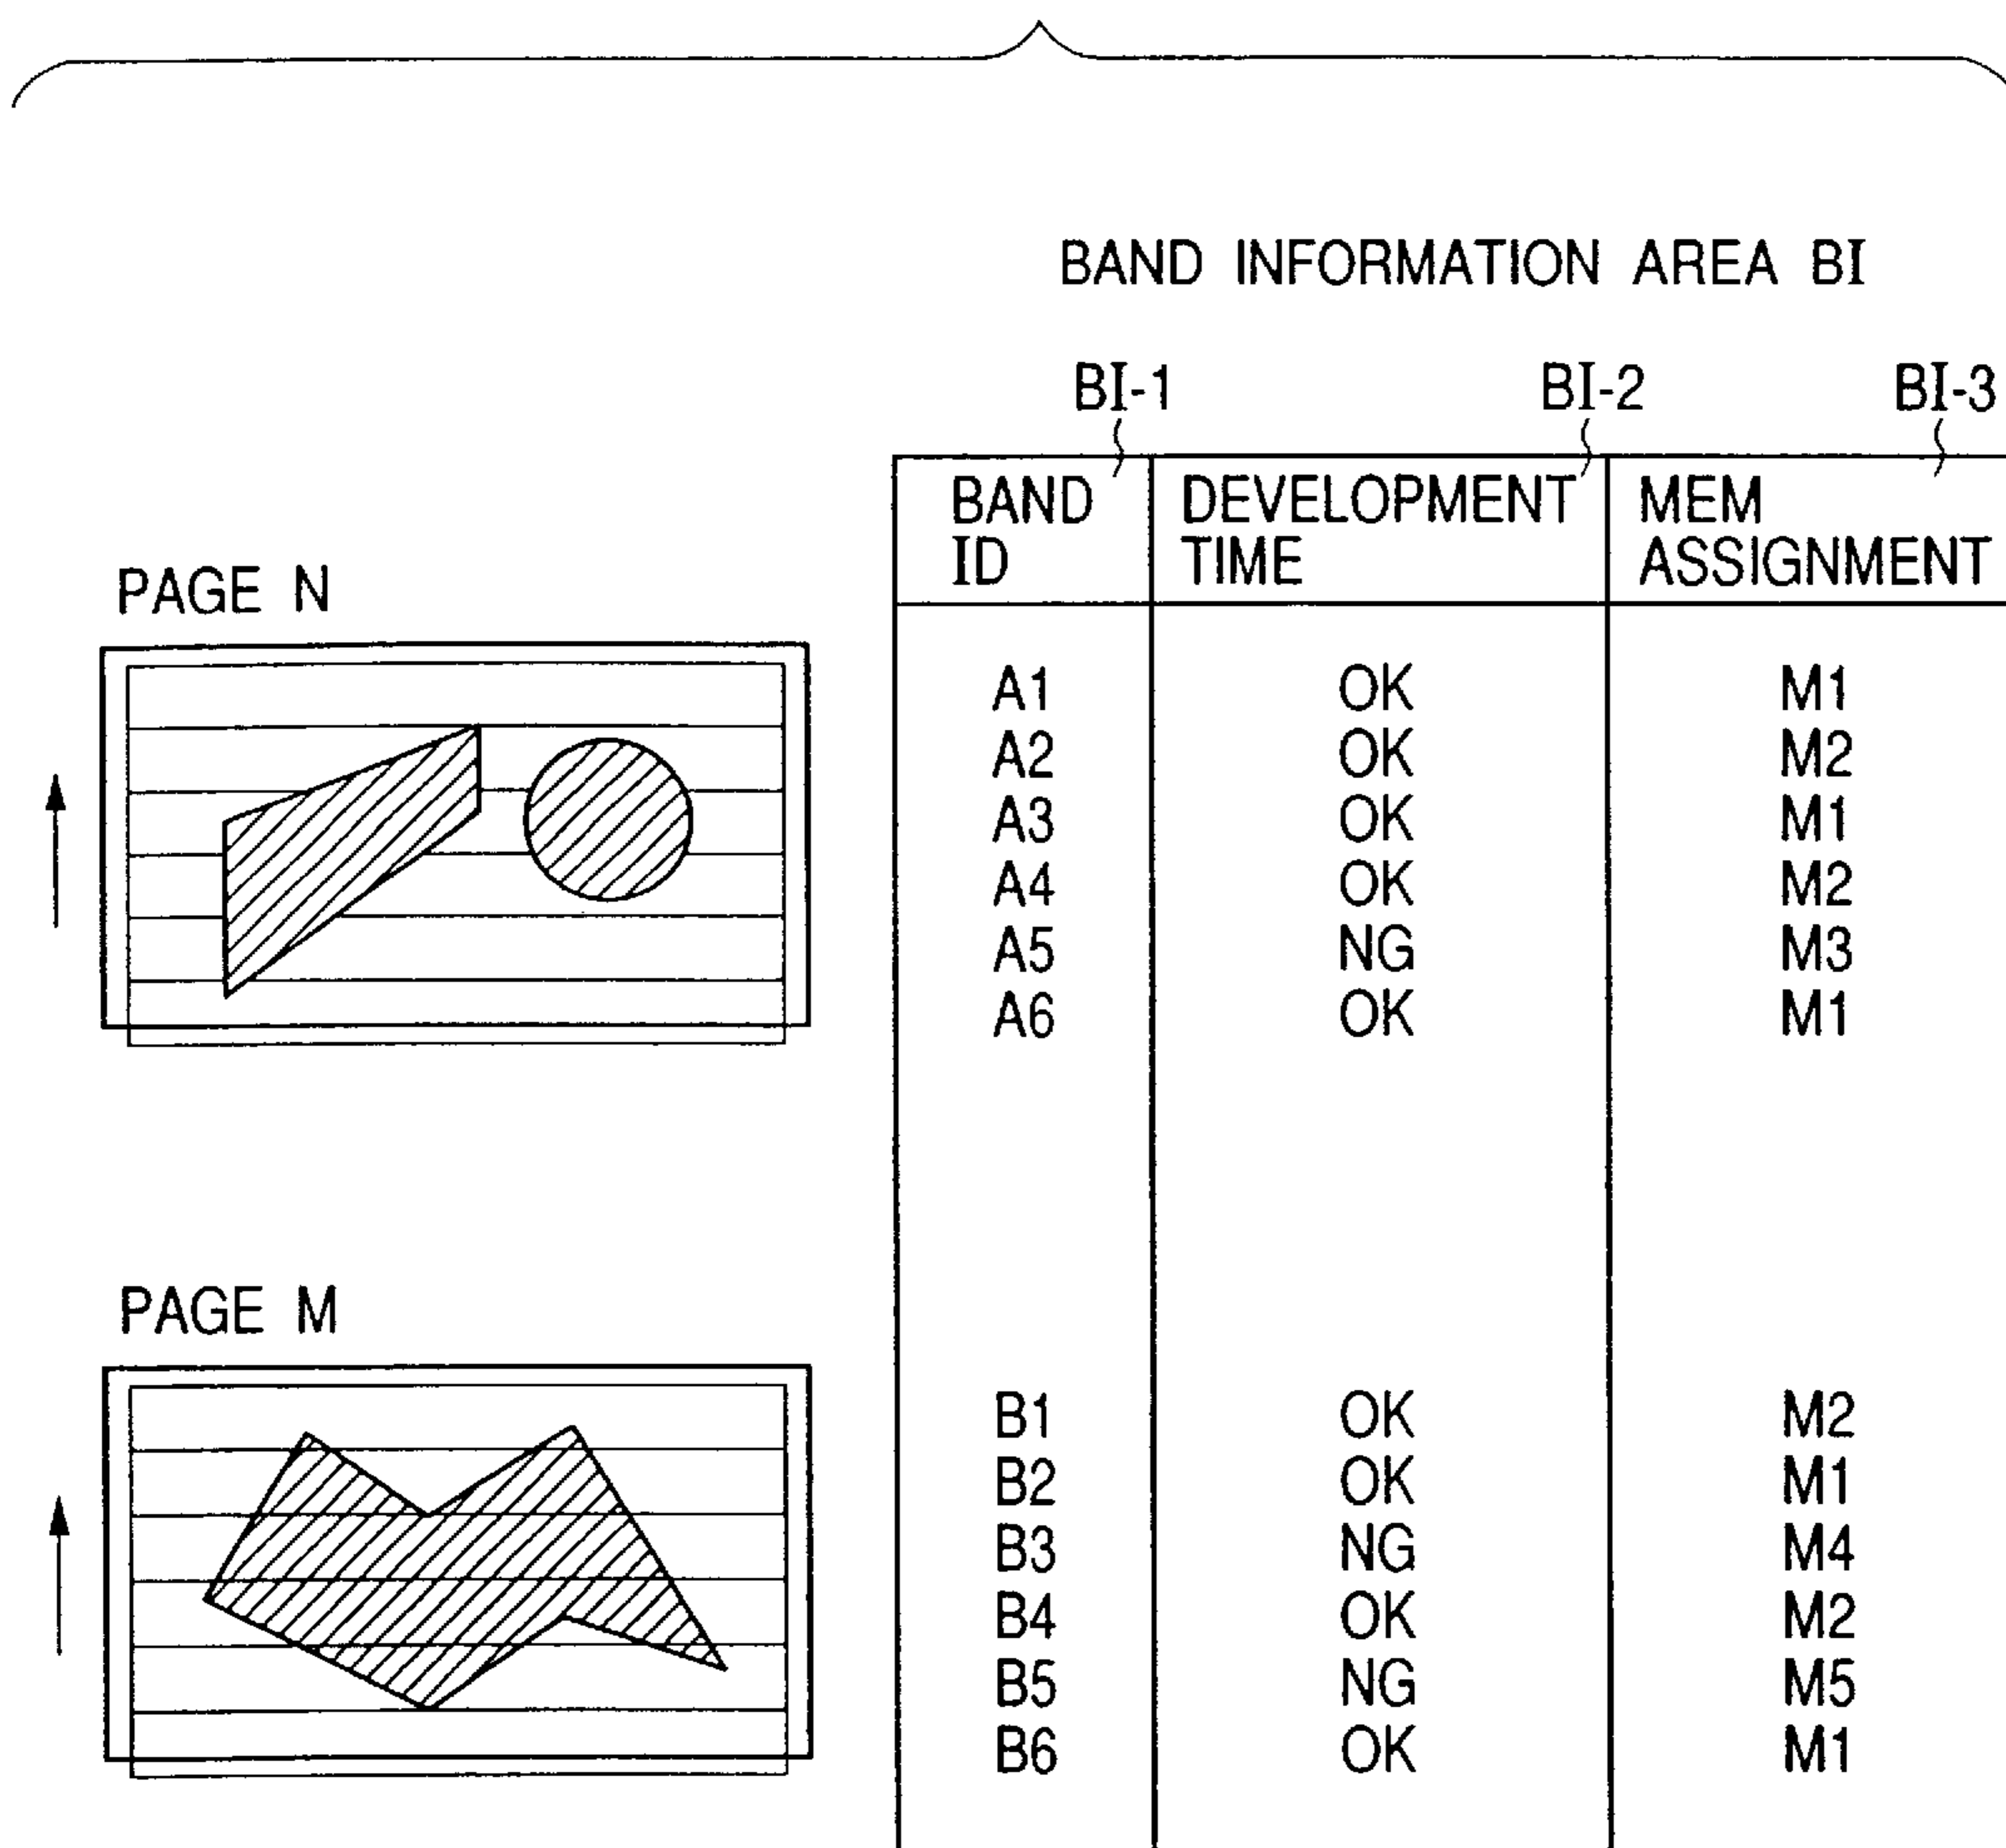 BAND INFORMATION AREA BI
BI-1 BI-2 BI-3
BAND ID DEVELOPMENT TIME MEM ASSIGNMENT
PAGE N
A1 OK M1
A2 OK M2
A3 OK M1
A4 OK M2
A5 NG M3
A6 OK M1
PAGE M
B1 OK M2
B2 OK M1
B3 NG M4
B4 OK M2
B5 NG M5
B6 OK M1